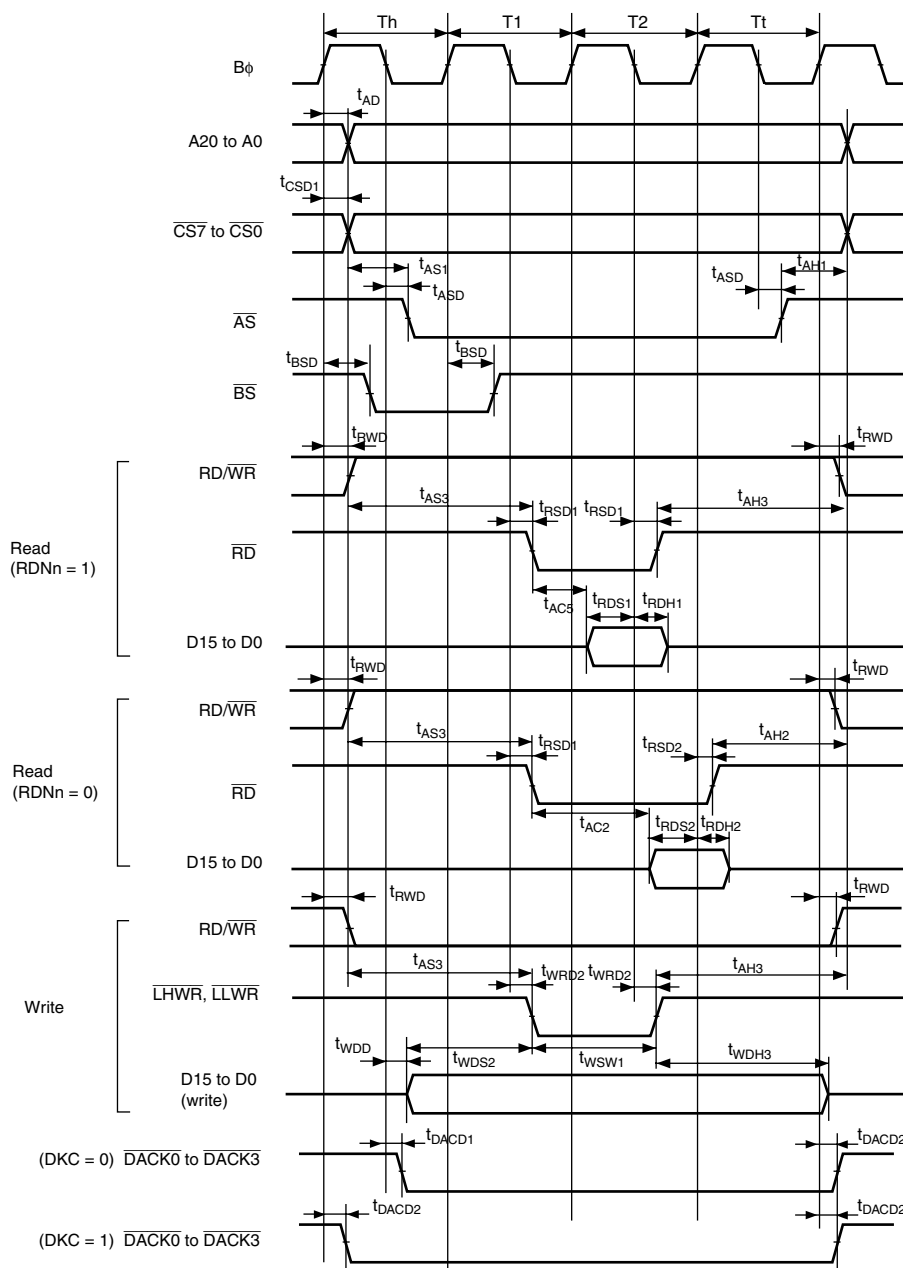 Th T1 T2 Tt
Bϕ
tAD
A20 to A0
tCSD1
CS7 to CS0
tAS1 tAH1
tASD tASD
AS
tBSD tBSD
BS
tRWD tRWD
RD/WR
tAS3 tRSD1 tRSD1 tAH3
Read
(RDNn = 1)
RD
tAC5 tRDS1 tRDH1
D15 to D0
tRWD tRWD
RD/WR
tAS3 tRSD1 tRSD2 tAH2
Read
(RDNn = 0)
RD
tAC2 tRDS2 tRDH2
D15 to D0
tRWD tRWD
RD/WR
tAS3 tWRD2 tWRD2 tAH3
Write
LHWR, LLWR
tWDD tWDS2 tWSW1 tWDH3
D15 to D0
(write)
tDACD1 tDACD2
(DKC = 0) DACK0 to DACK3
tDACD2 tDACD2
(DKC = 1) DACK0 to DACK3